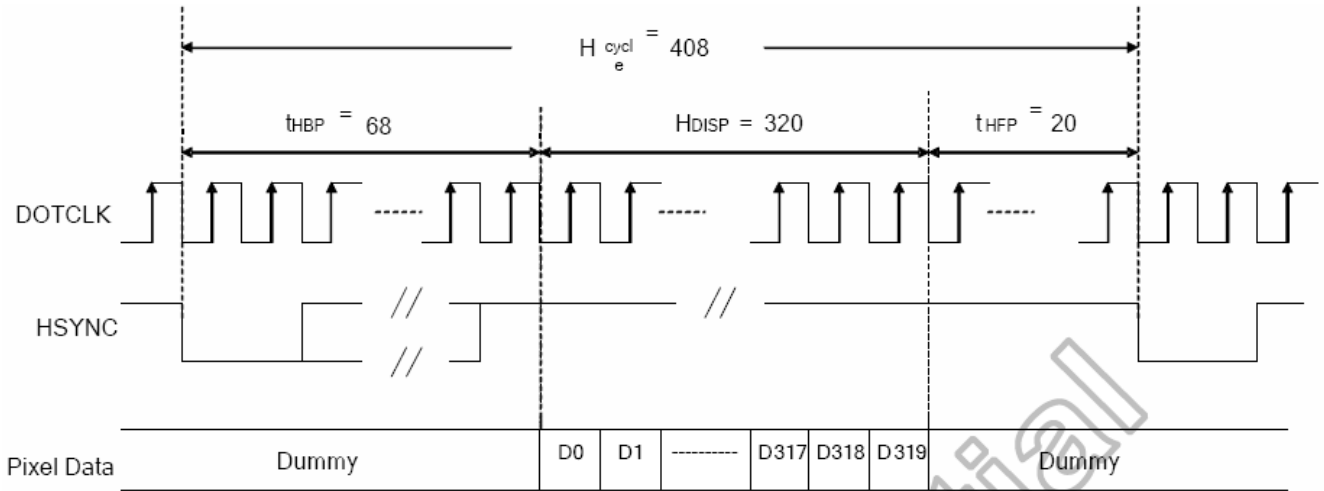 H cycl e = 408
tHBP = 68
HDISP = 320
tHFP = 20
DOTCLK
HSYNC
Pixel Data
Dummy
D0
D1
D317
D318
D319
Dummy